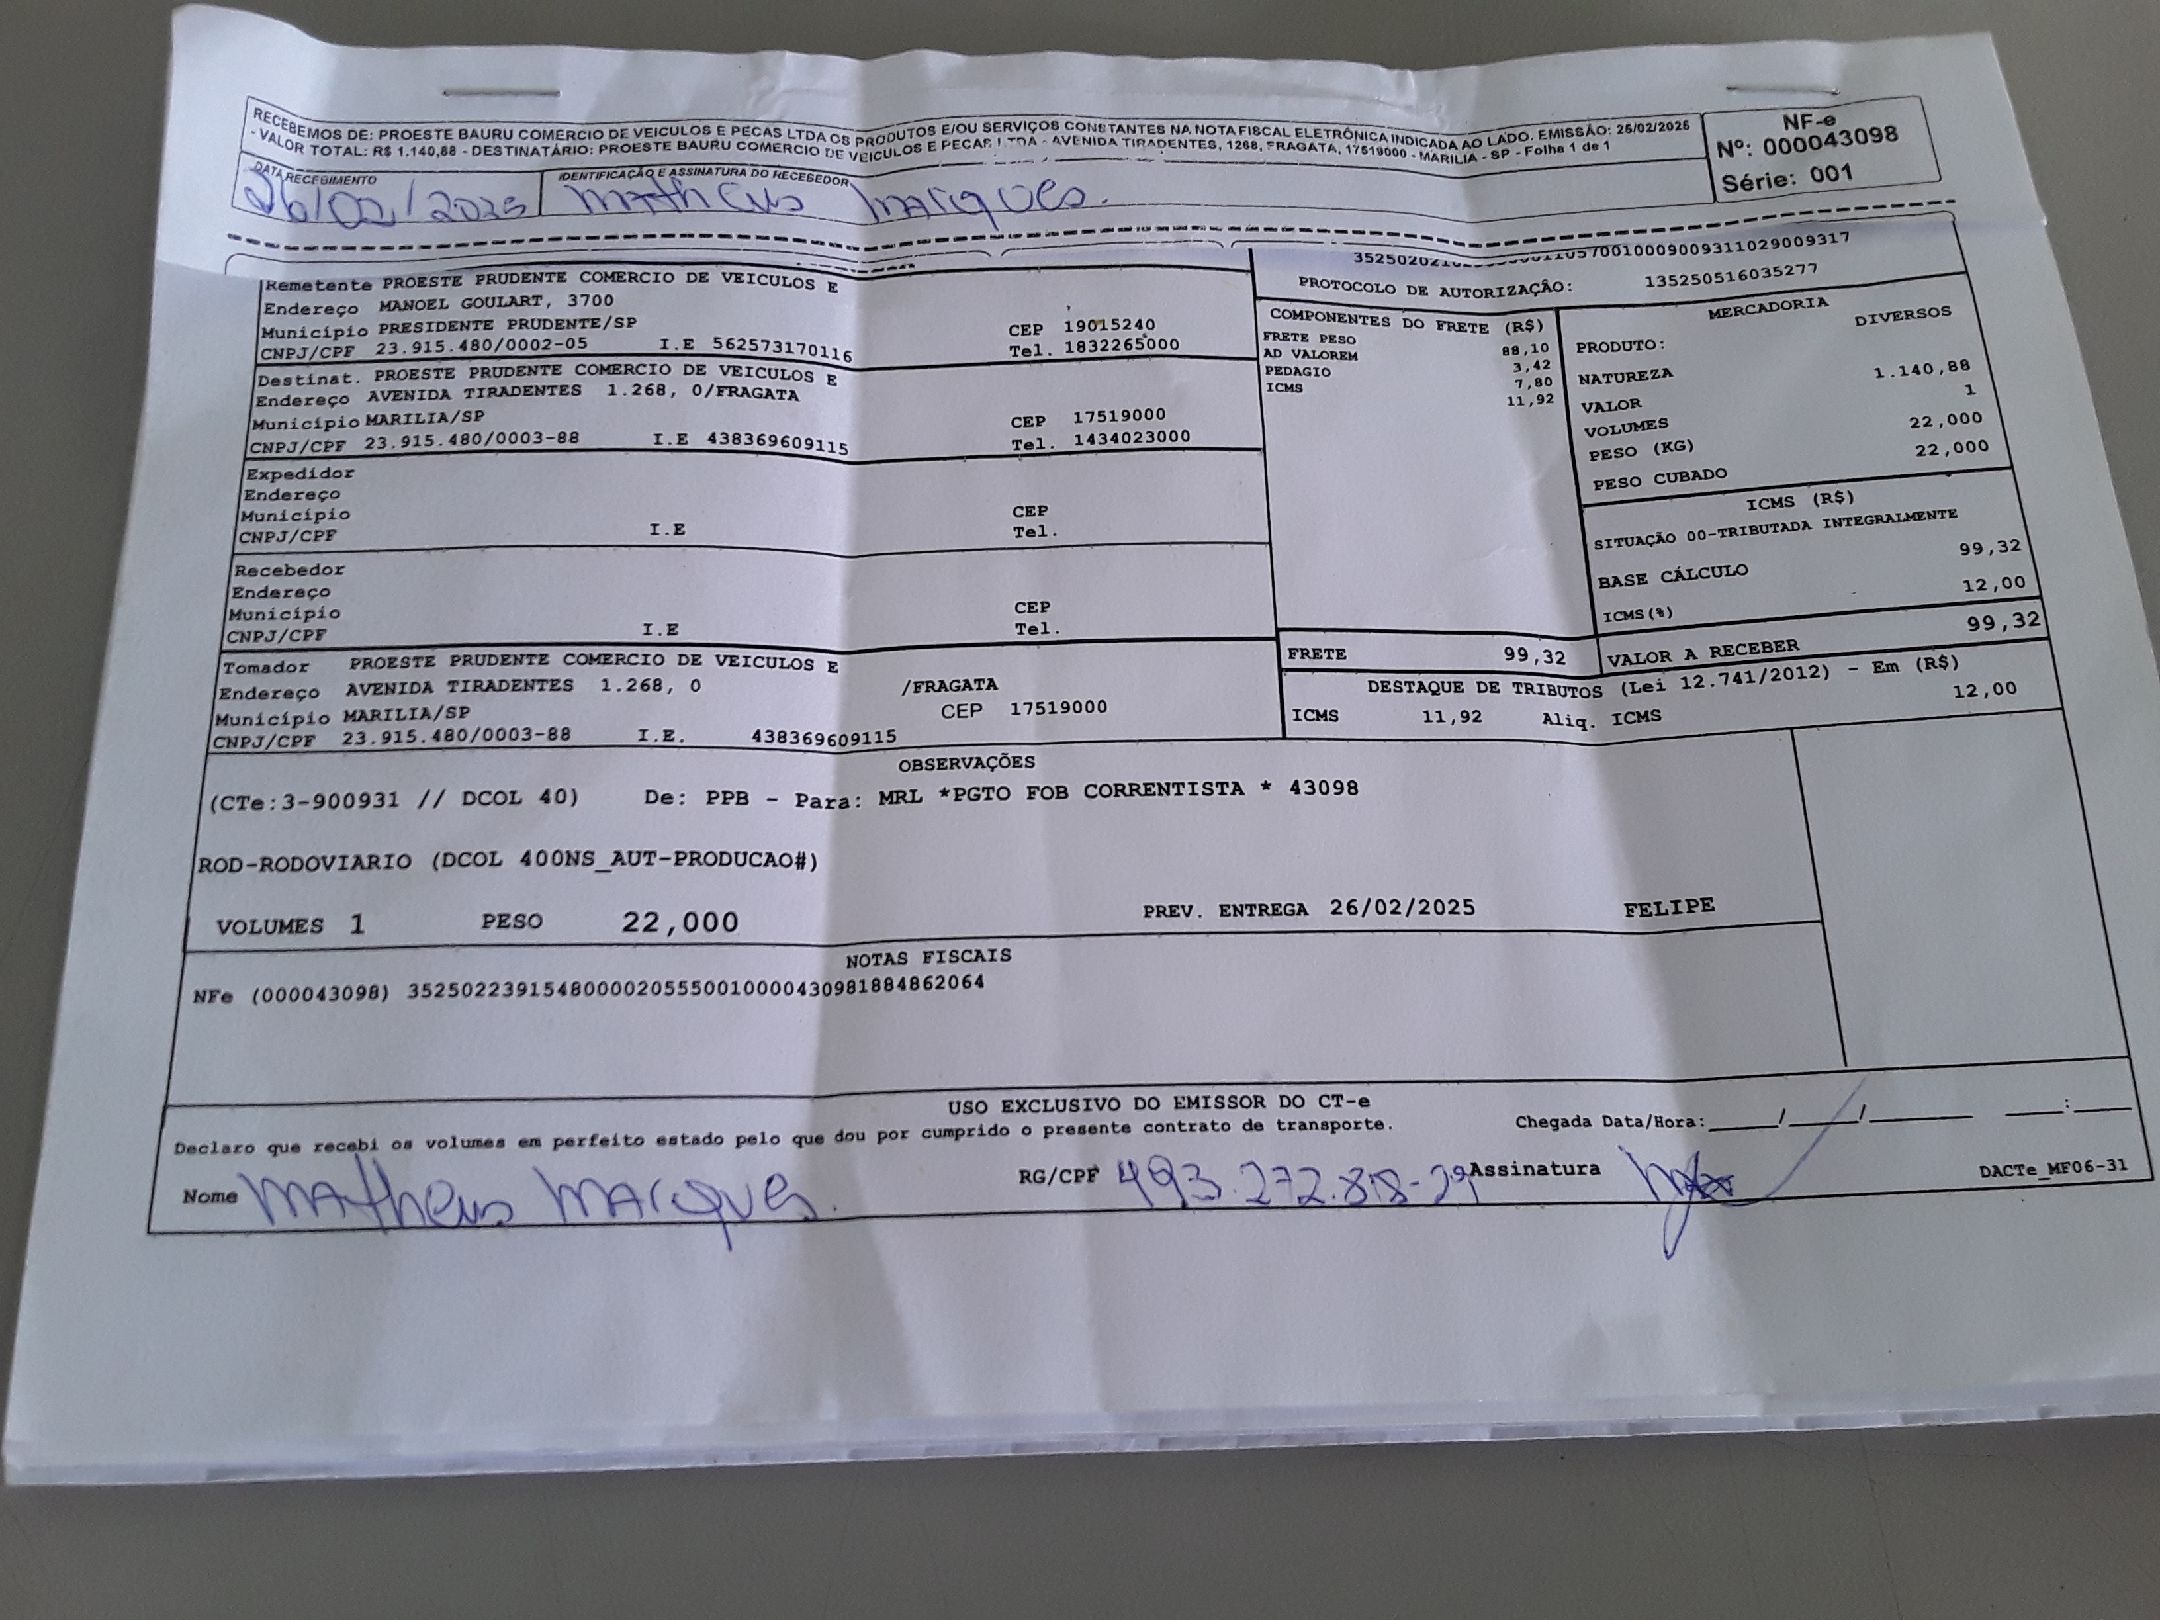 RECEBEMOS DE: PROESTE BAURU COMERCIO DE VEICULOS E PECAS LTDA OS PRODUTOS E/OU SERVIÇOS CONSTANTES NA NOTA FISCAL ELETRÔNICA INDICADA AO LADO. EMISSÃO: 25/02/2025
- VALOR TOTAL: R$ 1.140,88 - DESTINATÁRIO: PROESTE BAURU COMERCIO DE VEICULOS E PECAS LTDA - AVENIDA TIRADENTES, 1268, FRAGATA, 17519000 - MARILIA - SP - Folha 1 de 1
NF-e
Nº: 000043098
Série: 001
DATA RECEBIMENTO
26/02/2025
IDENTIFICAÇÃO E ASSINATURA DO RECEBEDOR
Matheus Marques.
PROTOCOLO DE AUTORIZAÇÃO: 135250516035277
Remetente PROESTE PRUDENTE COMERCIO DE VEICULOS E
Endereço MANOEL GOULART, 3700
Município PRESIDENTE PRUDENTE/SP CEP 19015240
CNPJ/CPF 23.915.480/0002-05 I.E 562573170116 Tel. 1832265000
Destinat. PROESTE PRUDENTE COMERCIO DE VEICULOS E
Endereço AVENIDA TIRADENTES 1.268, 0/FRAGATA
Município MARILIA/SP CEP 17519000
CNPJ/CPF 23.915.480/0003-88 I.E 438369609115 Tel. 1434023000
Expedidor
Endereço
Município CEP
CNPJ/CPF I.E Tel.
Recebedor
Endereço
Município CEP
CNPJ/CPF I.E Tel.
Tomador PROESTE PRUDENTE COMERCIO DE VEICULOS E
Endereço AVENIDA TIRADENTES 1.268, 0 /FRAGATA
Município MARILIA/SP CEP 17519000
CNPJ/CPF 23.915.480/0003-88 I.E. 438369609115
COMPONENTES DO FRETE (R$)
FRETE PESO 88,10
AD VALOREM 3,42
PEDAGIO 7,80
ICMS 11,92
FRETE 99,32
MERCADORIA
PRODUTO: DIVERSOS
NATUREZA
VALOR 1.140,88
VOLUMES 1
PESO (KG) 22,000
PESO CUBADO 22,000
ICMS (R$)
SITUAÇÃO 00-TRIBUTADA INTEGRALMENTE
BASE CÁLCULO 99,32
ICMS(%) 12,00
VALOR A RECEBER 99,32
DESTAQUE DE TRIBUTOS (Lei 12.741/2012) - Em (R$)
ICMS 11,92 Aliq. ICMS 12,00
OBSERVAÇÕES
(CTe:3-900931 // DCOL 40) De: PPB - Para: MRL *PGTO FOB CORRENTISTA * 43098
ROD-RODOVIARIO (DCOL 400NS_AUT-PRODUCAO#)
VOLUMES 1 PESO 22,000 PREV. ENTREGA 26/02/2025 FELIPE
NOTAS FISCAIS
NFe (000043098) 35250223915480000205550010000430981884862064
USO EXCLUSIVO DO EMISSOR DO CT-e
Declaro que recebi os volumes em perfeito estado pelo que dou por cumprido o presente contrato de transporte. Chegada Data/Hora:____/____/______ ____:____
Nome Matheus Marques. RG/CPF Assinatura DACTe_MF06-31